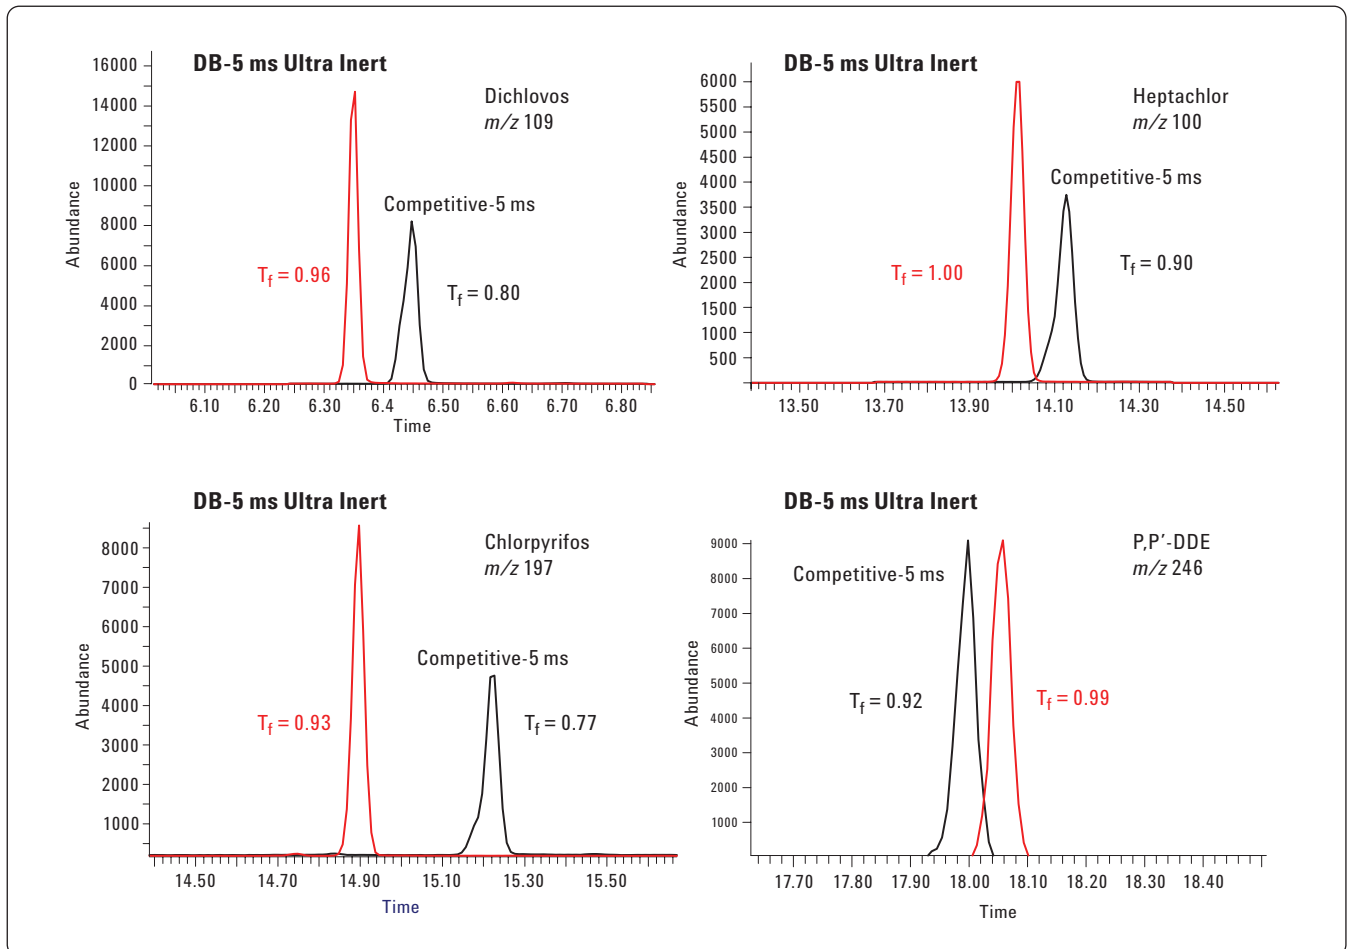 DB-5 ms Ultra Inert
Dichlovos
m/z 109
Competitive-5 ms
Tf = 0.96
Tf = 0.80
Abundance
16000
14000
12000
10000
8000
6000
4000
2000
0
6.10 6.20 6.30 6.4 6.50 6.60 6.70 6.80
Time
DB-5 ms Ultra Inert
Heptachlor
m/z 100
Competitive-5 ms
Tf = 1.00
Tf = 0.90
Abundance
6000
5500
5000
4500
4000
3500
3000
2500
2000
1500
1000
500
13.50 13.70 13.90 14.10 14.30 14.50
DB-5 ms Ultra Inert
Chlorpyrifos
m/z 197
Competitive-5 ms
Tf = 0.93
Tf = 0.77
Abundance
8000
7000
6000
5000
4000
3000
2000
1000
14.50 14.70 14.90 15.10 15.30 15.50
Time
DB-5 ms Ultra Inert
P,P′-DDE
m/z 246
Competitive-5 ms
Tf = 0.92
Tf = 0.99
Abundance
9000
8000
7000
6000
5000
4000
3000
2000
1000
17.70 17.80 17.90 18.00 18.10 18.20 18.30 18.40
Time